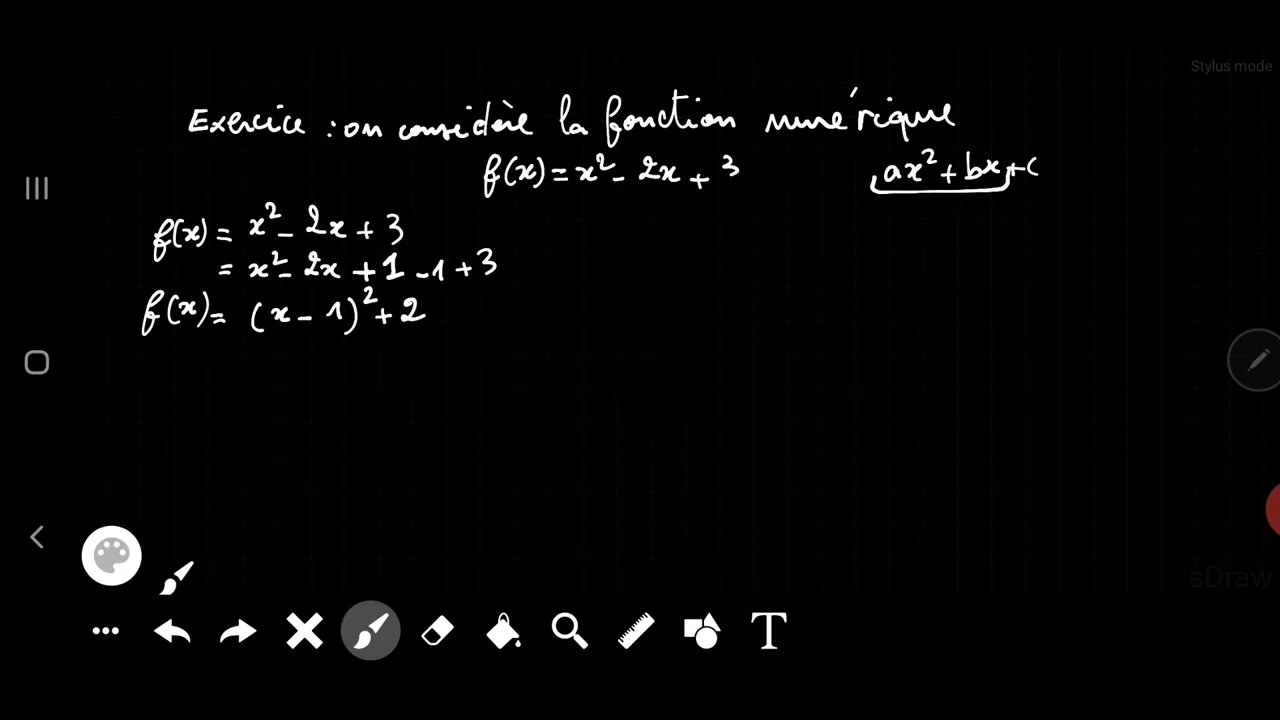 Stylus mode
Exercice : on considère la fonction numérique
f(x) = x² - 2x + 3
ax² + bx + c
f(x) = x² - 2x + 3
= x² - 2x + 1 - 1 + 3
f(x) = (x - 1)² + 2
sDraw
T